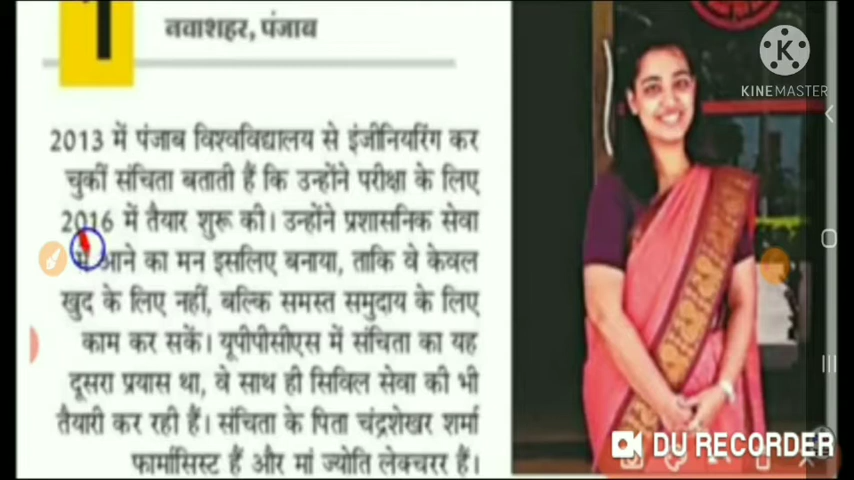 1
नवाशहर, पंजाब
KINEMASTER
2013 में पंजाब विश्वविद्यालय से इंजीनियरिंग कर
चुकीं संचिता बताती हैं कि उन्होंने परीक्षा के लिए
2016 में तैयार शुरू की। उन्होंने प्रशासनिक सेवा
में आने का मन इसलिए बनाया, ताकि वे केवल
खुद के लिए नहीं, बल्कि समस्त समुदाय के लिए
काम कर सकें। यूपीपीसीएस में संचिता का यह
दूसरा प्रयास था, वे साथ ही सिविल सेवा की भी
तैयारी कर रही हैं। संचिता के पिता चंद्रशेखर शर्मा
फार्मासिस्ट हैं और मां ज्योति लेक्चरर हैं।
DU RECORDER